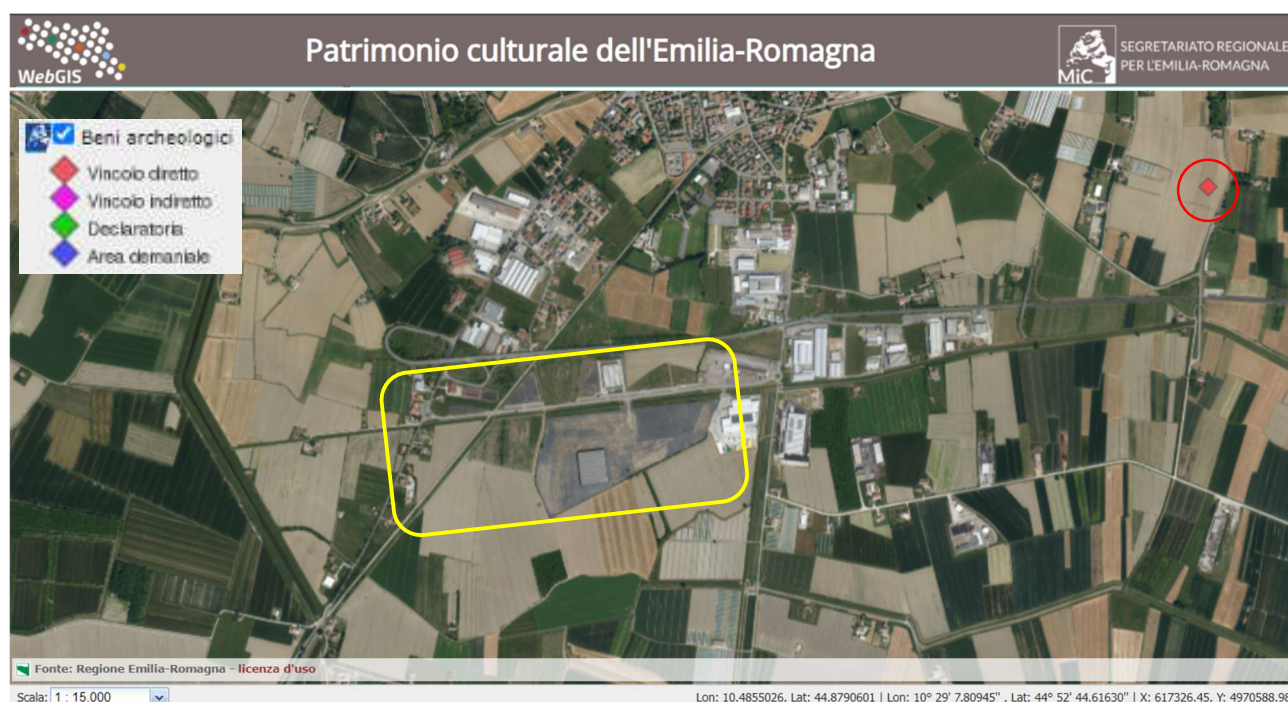 WebGIS
Patrimonio culturale dell'Emilia-Romagna
MiC
SEGRETARIATO REGIONALE
PER L'EMILIA-ROMAGNA
Beni archeologici
Vincolo diretto
Vincolo indiretto
Declaratoria
Area demaniale
Fonte: Regione Emilia-Romagna - licenza d'uso
Scala: 1 : 15.000
Lon: 10.4855026, Lat: 44.8790601 | Lon: 10° 29' 7.80945" , Lat: 44° 52' 44.61630" | X: 617326.45, Y: 4970588.98